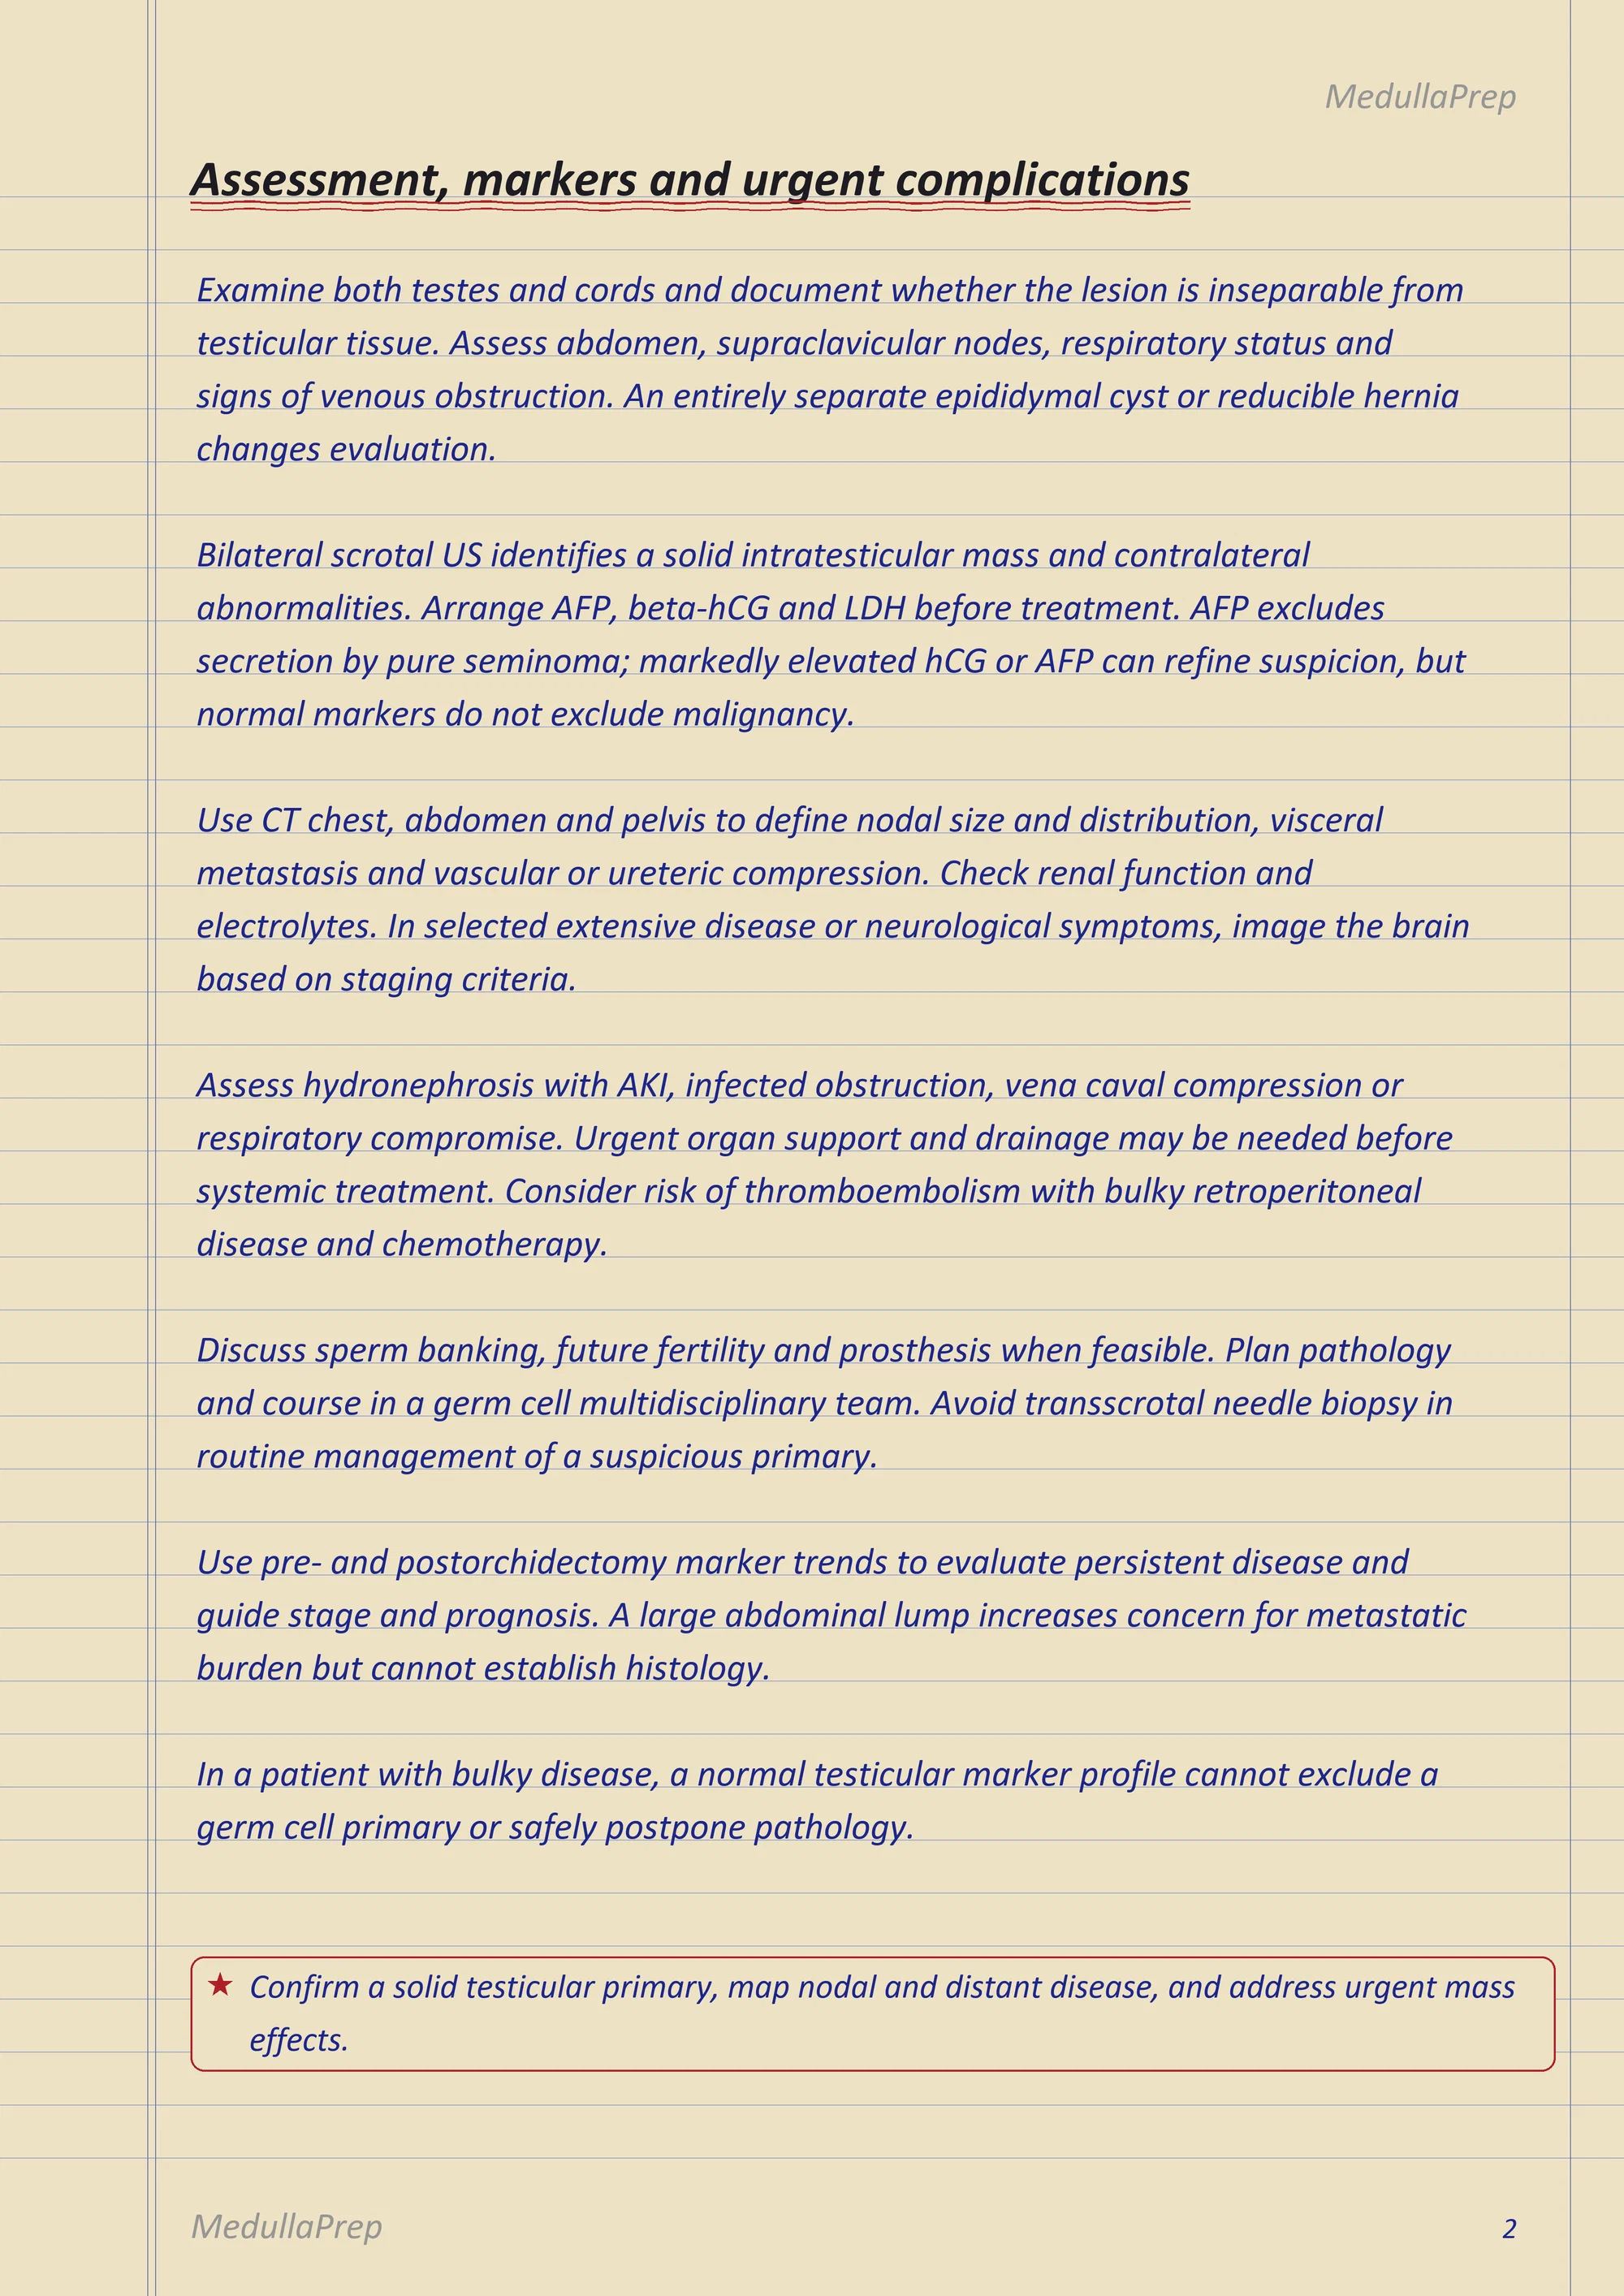 MedullaPrep
Assessment, markers and urgent complications
Examine both testes and cords and document whether the lesion is inseparable from
testicular tissue. Assess abdomen, supraclavicular nodes, respiratory status and
signs of venous obstruction. An entirely separate epididymal cyst or reducible hernia
changes evaluation.
Bilateral scrotal US identifies a solid intratesticular mass and contralateral
abnormalities. Arrange AFP, beta-hCG and LDH before treatment. AFP excludes
secretion by pure seminoma; markedly elevated hCG or AFP can refine suspicion, but
normal markers do not exclude malignancy.
Use CT chest, abdomen and pelvis to define nodal size and distribution, visceral
metastasis and vascular or ureteric compression. Check renal function and
electrolytes. In selected extensive disease or neurological symptoms, image the brain
based on staging criteria.
Assess hydronephrosis with AKI, infected obstruction, vena caval compression or
respiratory compromise. Urgent organ support and drainage may be needed before
systemic treatment. Consider risk of thromboembolism with bulky retroperitoneal
disease and chemotherapy.
Discuss sperm banking, future fertility and prosthesis when feasible. Plan pathology
and course in a germ cell multidisciplinary team. Avoid transscrotal needle biopsy in
routine management of a suspicious primary.
Use pre- and postorchidectomy marker trends to evaluate persistent disease and
guide stage and prognosis. A large abdominal lump increases concern for metastatic
burden but cannot establish histology.
In a patient with bulky disease, a normal testicular marker profile cannot exclude a
germ cell primary or safely postpone pathology.
★ Confirm a solid testicular primary, map nodal and distant disease, and address urgent mass
effects.
MedullaPrep
2